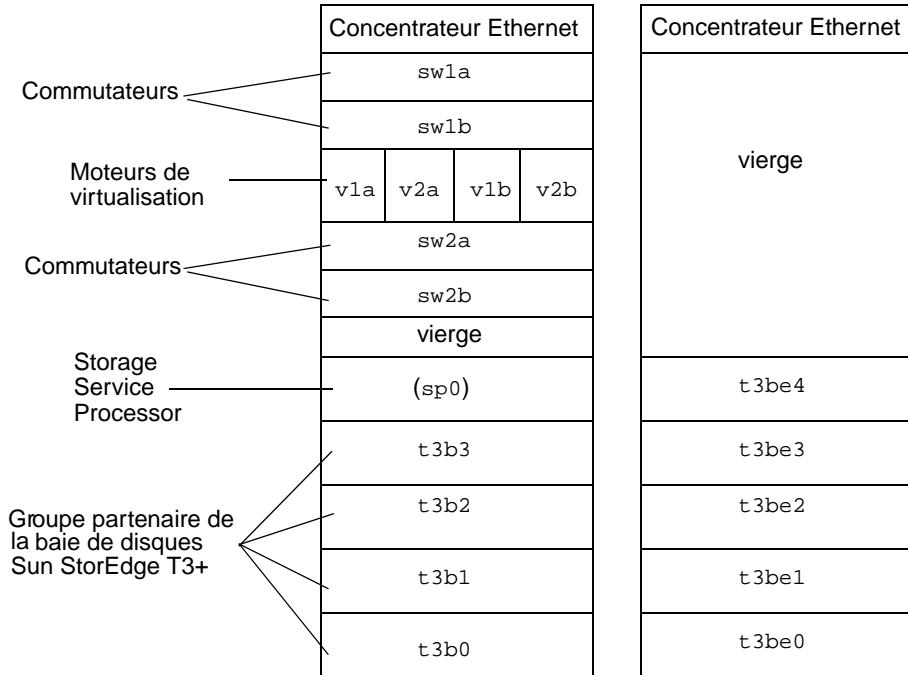 Concentrateur Ethernet
Concentrateur Ethernet
sw1a
Commutateurs
sw1b
vierge
Moteurs de
virtualisation
v1a v2a v1b v2b
sw2a
Commutateurs
sw2b
vierge
Storage
Service
Processor
(sp0)
t3be4
t3b3
t3be3
t3b2
t3be2
Groupe partenaire de
la baie de disques
Sun StorEdge T3+
t3b1
t3be1
t3b0
t3be0